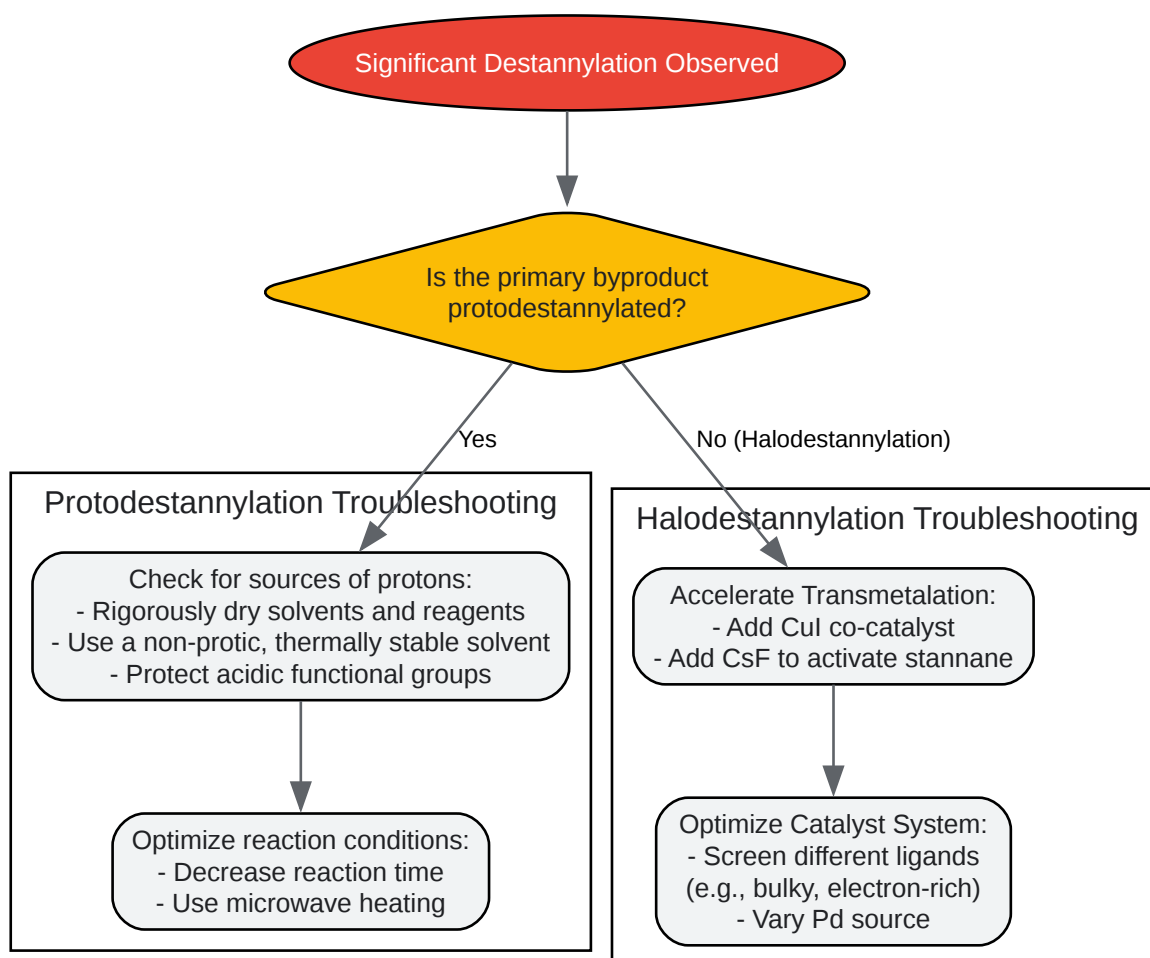 Significant Destannylation Observed
Is the primary byproduct
protodestannylated?
Yes
No (Halodestannylation)
Protodestannylation Troubleshooting
Check for sources of protons:
- Rigorously dry solvents and reagents
- Use a non-protic, thermally stable solvent
- Protect acidic functional groups
Optimize reaction conditions:
- Decrease reaction time
- Use microwave heating
Halodestannylation Troubleshooting
Accelerate Transmetalation:
- Add CuI co-catalyst
- Add CsF to activate stannane
Optimize Catalyst System:
- Screen different ligands
(e.g., bulky, electron-rich)
- Vary Pd source